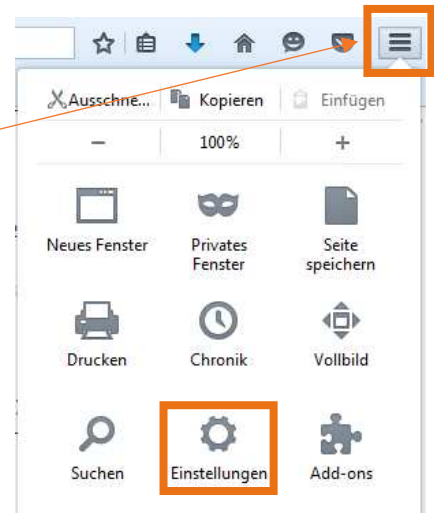 Ausschne... Kopieren Einfügen
− 100% +
Neues Fenster Privates Seite
Fenster speichern
Drucken Chronik Vollbild
Suchen Einstellungen Add-ons